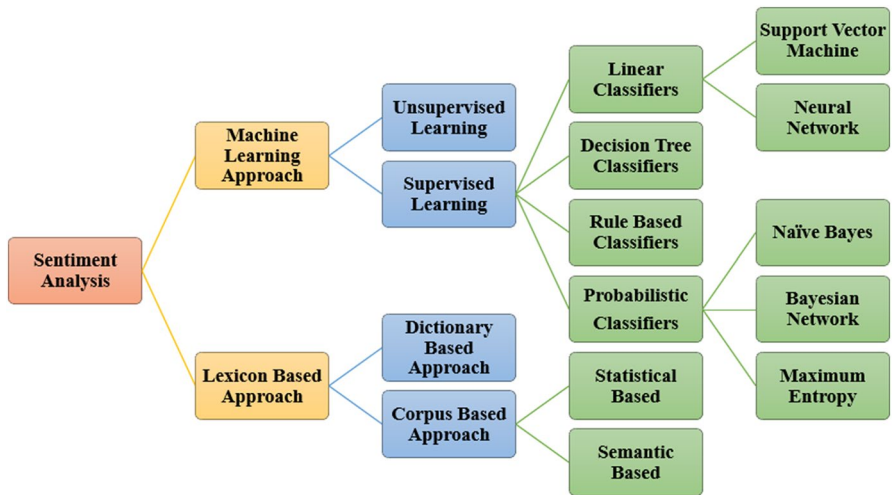 Sentiment
Analysis
Machine
Learning
Approach
Lexicon Based
Approach
Unsupervised
Learning
Supervised
Learning
Dictionary
Based
Approach
Corpus Based
Approach
Linear
Classifiers
Decision Tree
Classifiers
Rule Based
Classifiers
Probabilistic
Classifiers
Statistical
Based
Semantic
Based
Support Vector
Machine
Neural
Network
Naïve Bayes
Bayesian
Network
Maximum
Entropy